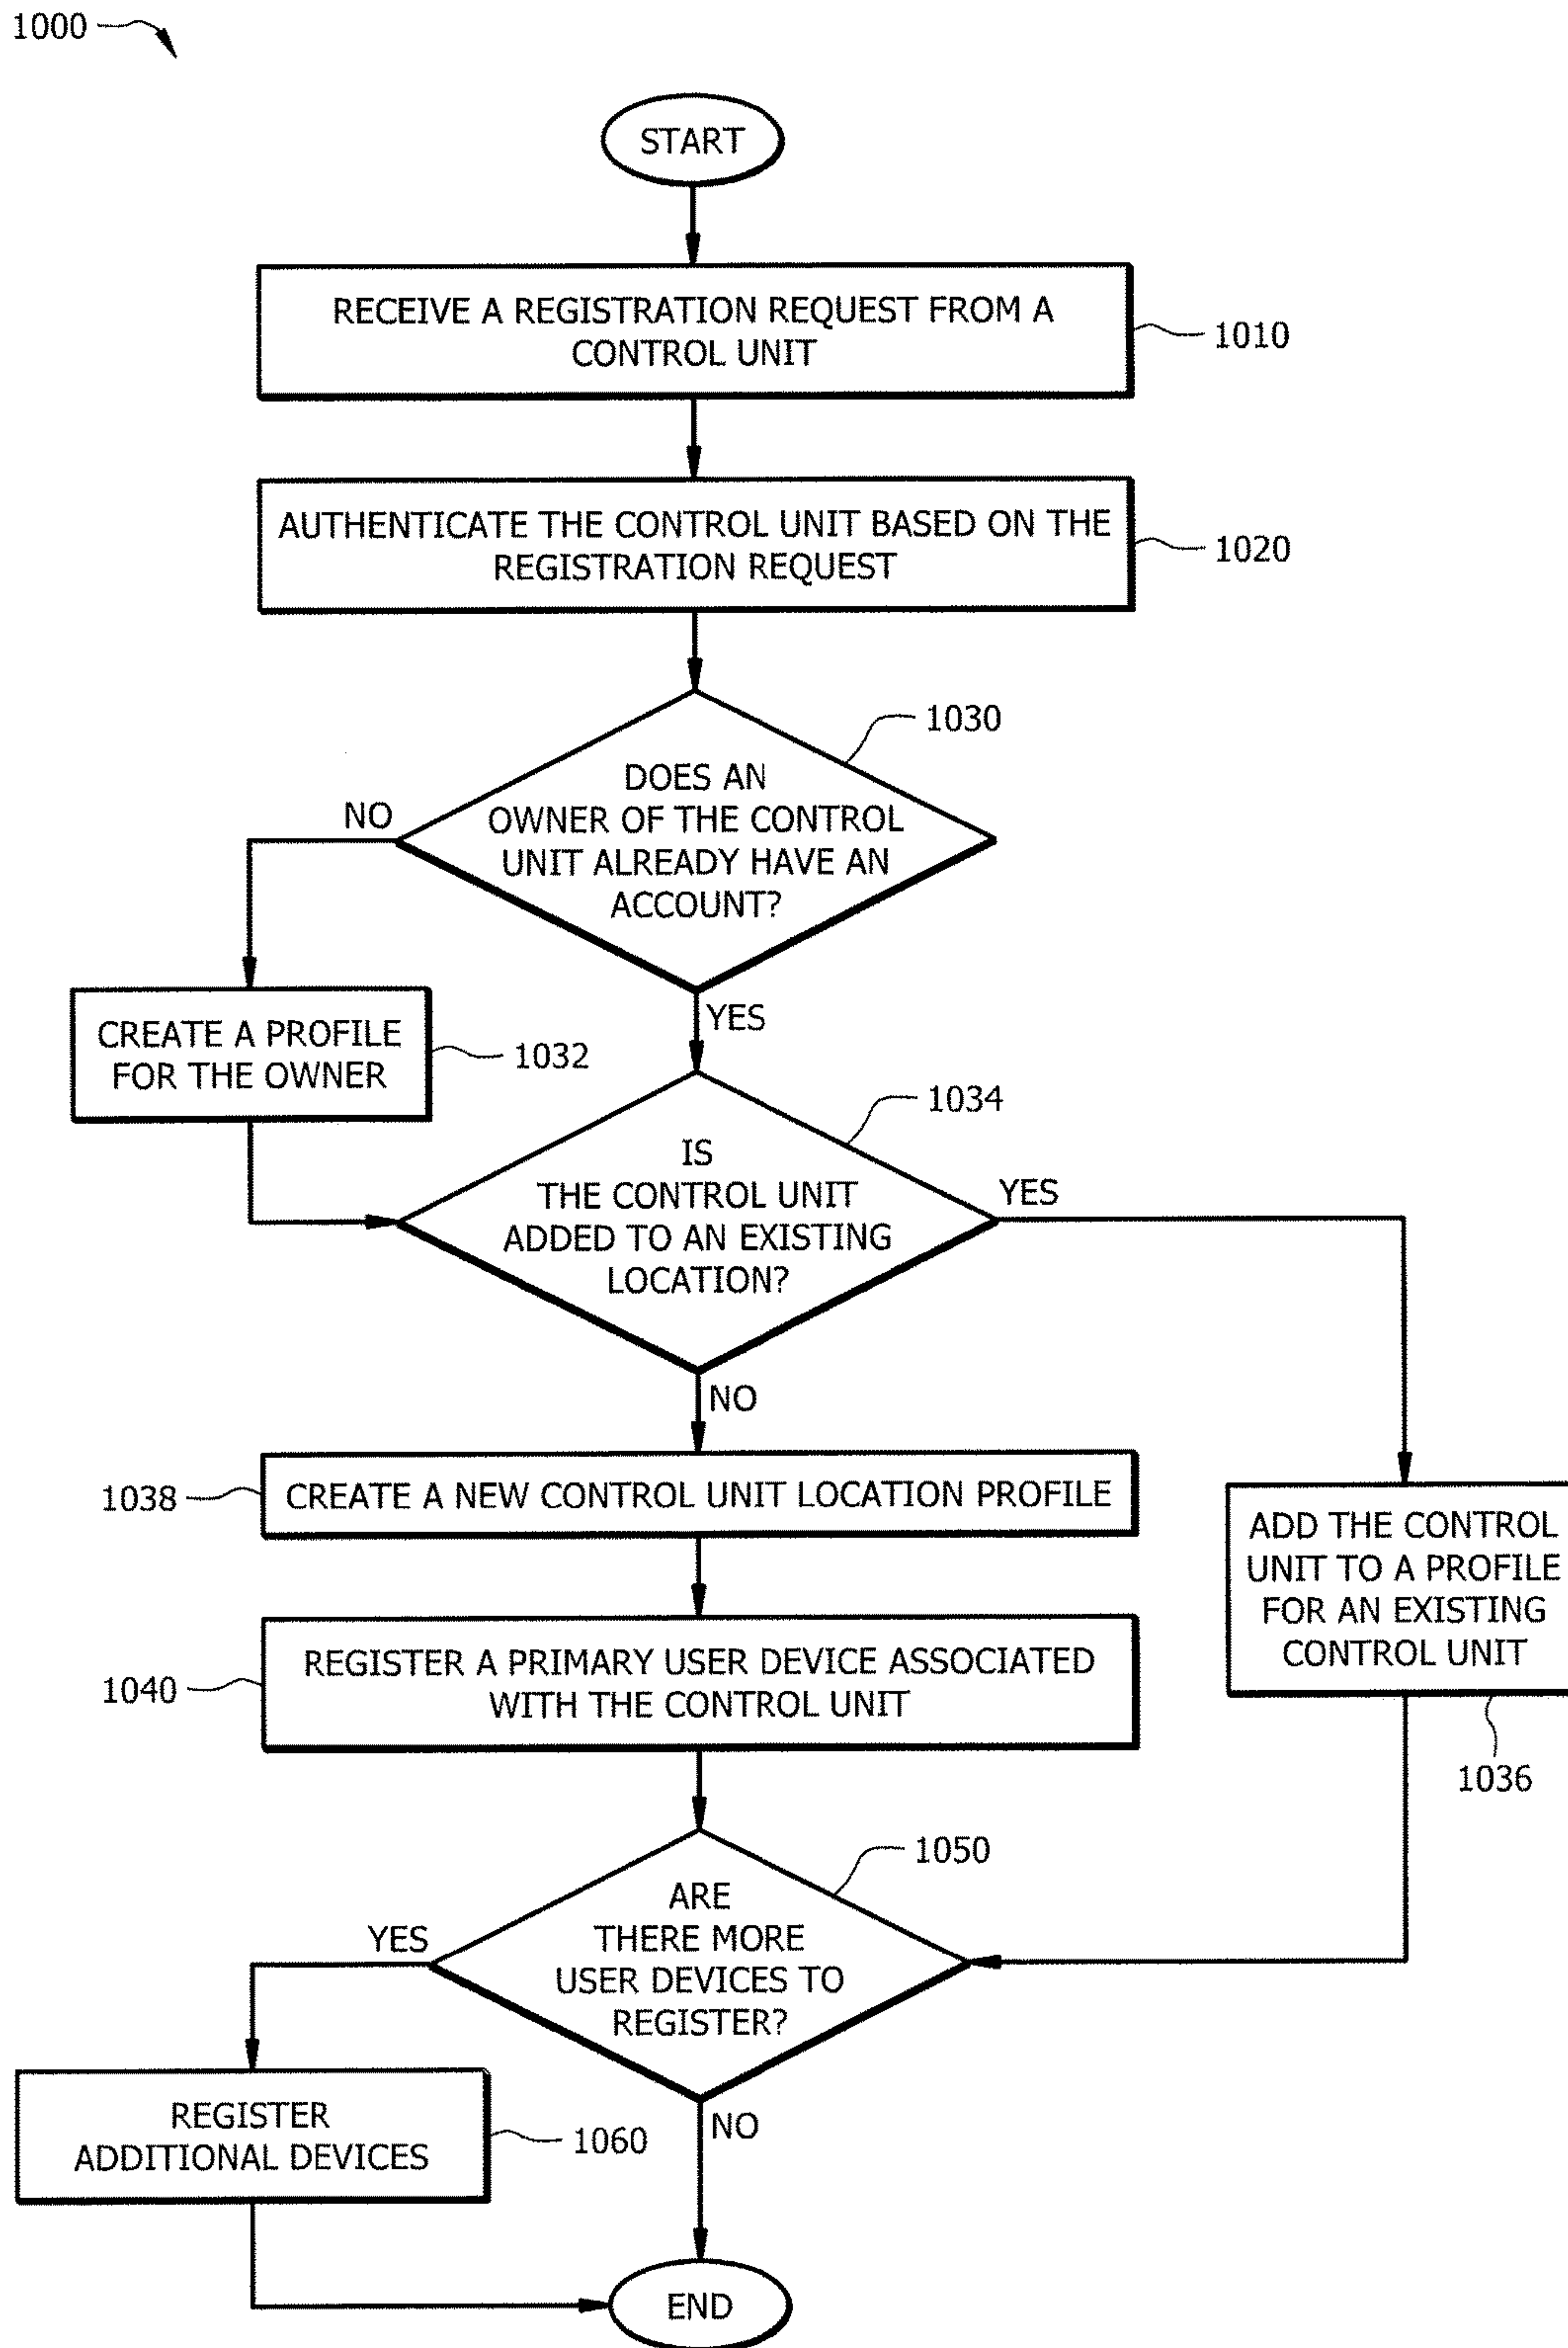 1000
START
RECEIVE A REGISTRATION REQUEST FROM A
CONTROL UNIT
1010
AUTHENTICATE THE CONTROL UNIT BASED ON THE
REGISTRATION REQUEST
1020
1030
DOES AN
OWNER OF THE CONTROL
UNIT ALREADY HAVE AN
ACCOUNT?
NO
YES
CREATE A PROFILE
FOR THE OWNER
1032
1034
IS
THE CONTROL UNIT
ADDED TO AN EXISTING
LOCATION?
YES
NO
1038
CREATE A NEW CONTROL UNIT LOCATION PROFILE
ADD THE CONTROL
UNIT TO A PROFILE
FOR AN EXISTING
CONTROL UNIT
1036
REGISTER A PRIMARY USER DEVICE ASSOCIATED
WITH THE CONTROL UNIT
1040
1050
ARE
THERE MORE
USER DEVICES TO
REGISTER?
YES
NO
REGISTER
ADDITIONAL DEVICES
1060
END